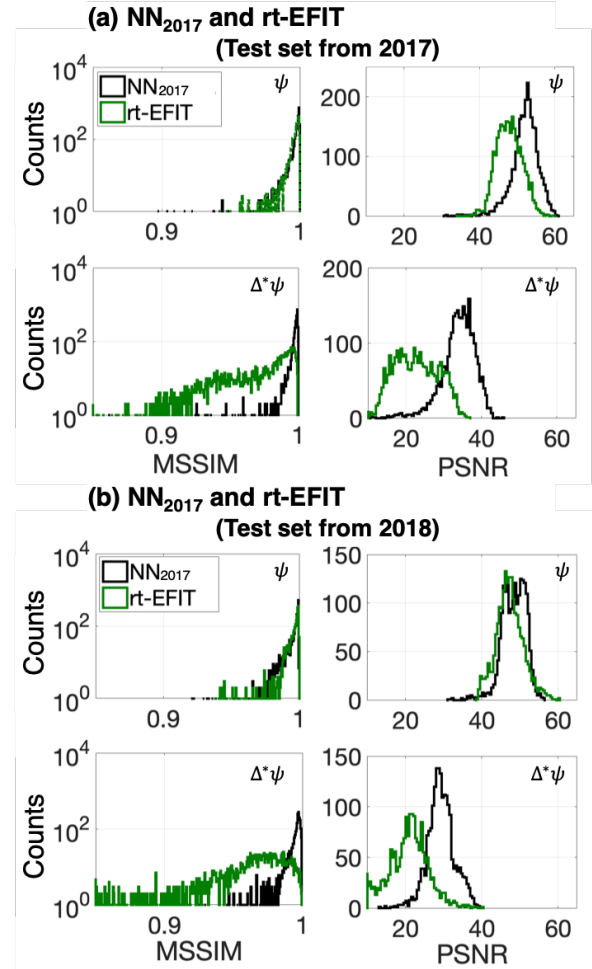 (a) NN2017 and rt-EFIT
(Test set from 2017)
10^4
10^2
10^0
Counts
NN2017
rt-EFIT
ψ
0.9
1
200
100
0
ψ
20
40
60
10^4
10^2
10^0
Counts
Δ*ψ
0.9
1
MSSIM
200
100
0
Δ*ψ
20
40
60
PSNR
(b) NN2017 and rt-EFIT
(Test set from 2018)
10^4
10^2
10^0
Counts
NN2017
rt-EFIT
ψ
0.9
1
150
100
50
0
ψ
20
40
60
10^4
10^2
10^0
Counts
Δ*ψ
0.9
1
MSSIM
150
100
50
0
Δ*ψ
20
40
60
PSNR